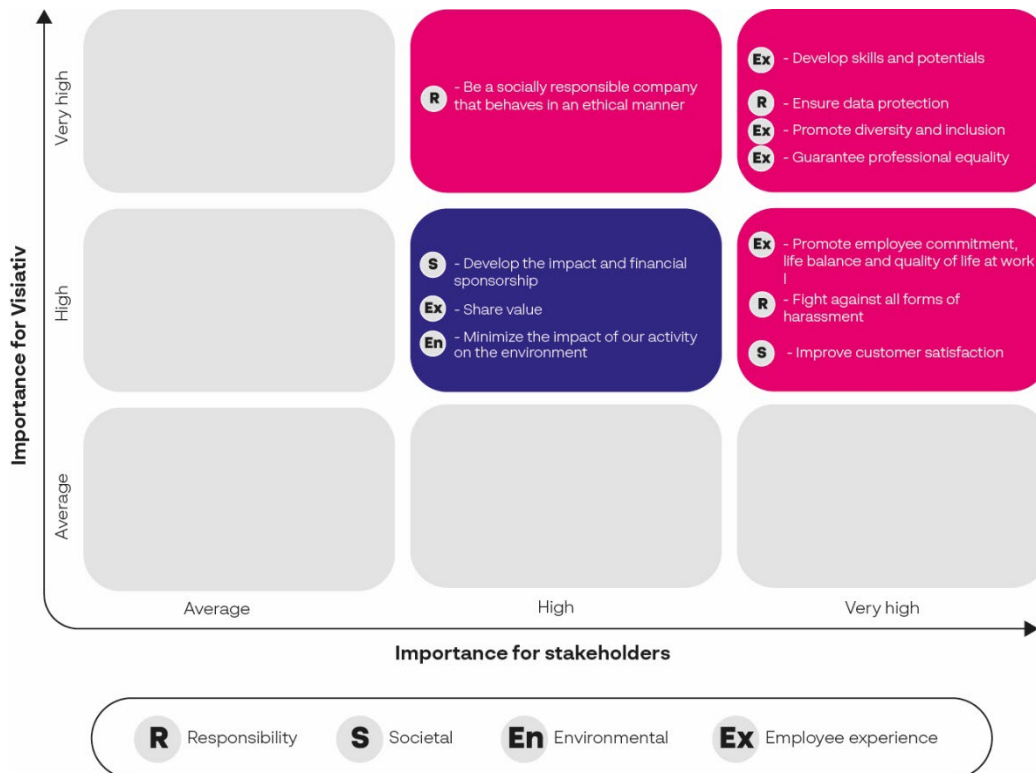 Importance for Visiativ
Very high
High
Average
R - Be a socially responsible company
that behaves in an ethical manner
Ex - Develop skills and potentials
R - Ensure data protection
Ex - Promote diversity and inclusion
Ex - Guarantee professional equality
S - Develop the impact and financial
sponsorship
Ex - Share value
En - Minimize the impact of our activity
on the environment
Ex - Promote employee commitment,
life balance and quality of life at work
l
R - Fight against all forms of
harassment
S - Improve customer satisfaction
Average
High
Very high
Importance for stakeholders
R Responsibility
S Societal
En Environmental
Ex Employee experience